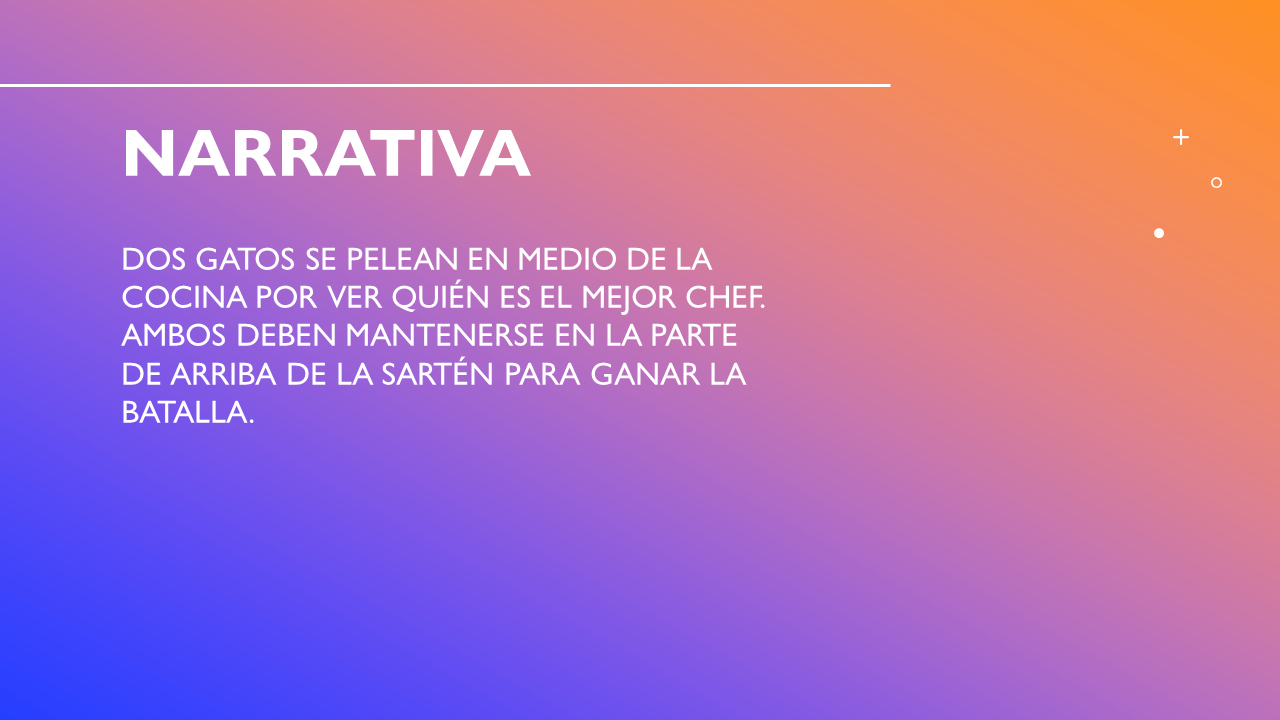 NARRATIVA
DOS GATOS SE PELEAN EN MEDIO DE LA
COCINA POR VER QUIÉN ES EL MEJOR CHEF.
AMBOS DEBEN MANTENERSE EN LA PARTE
DE ARRIBA DE LA SARTÉN PARA GANAR LA
BATALLA.